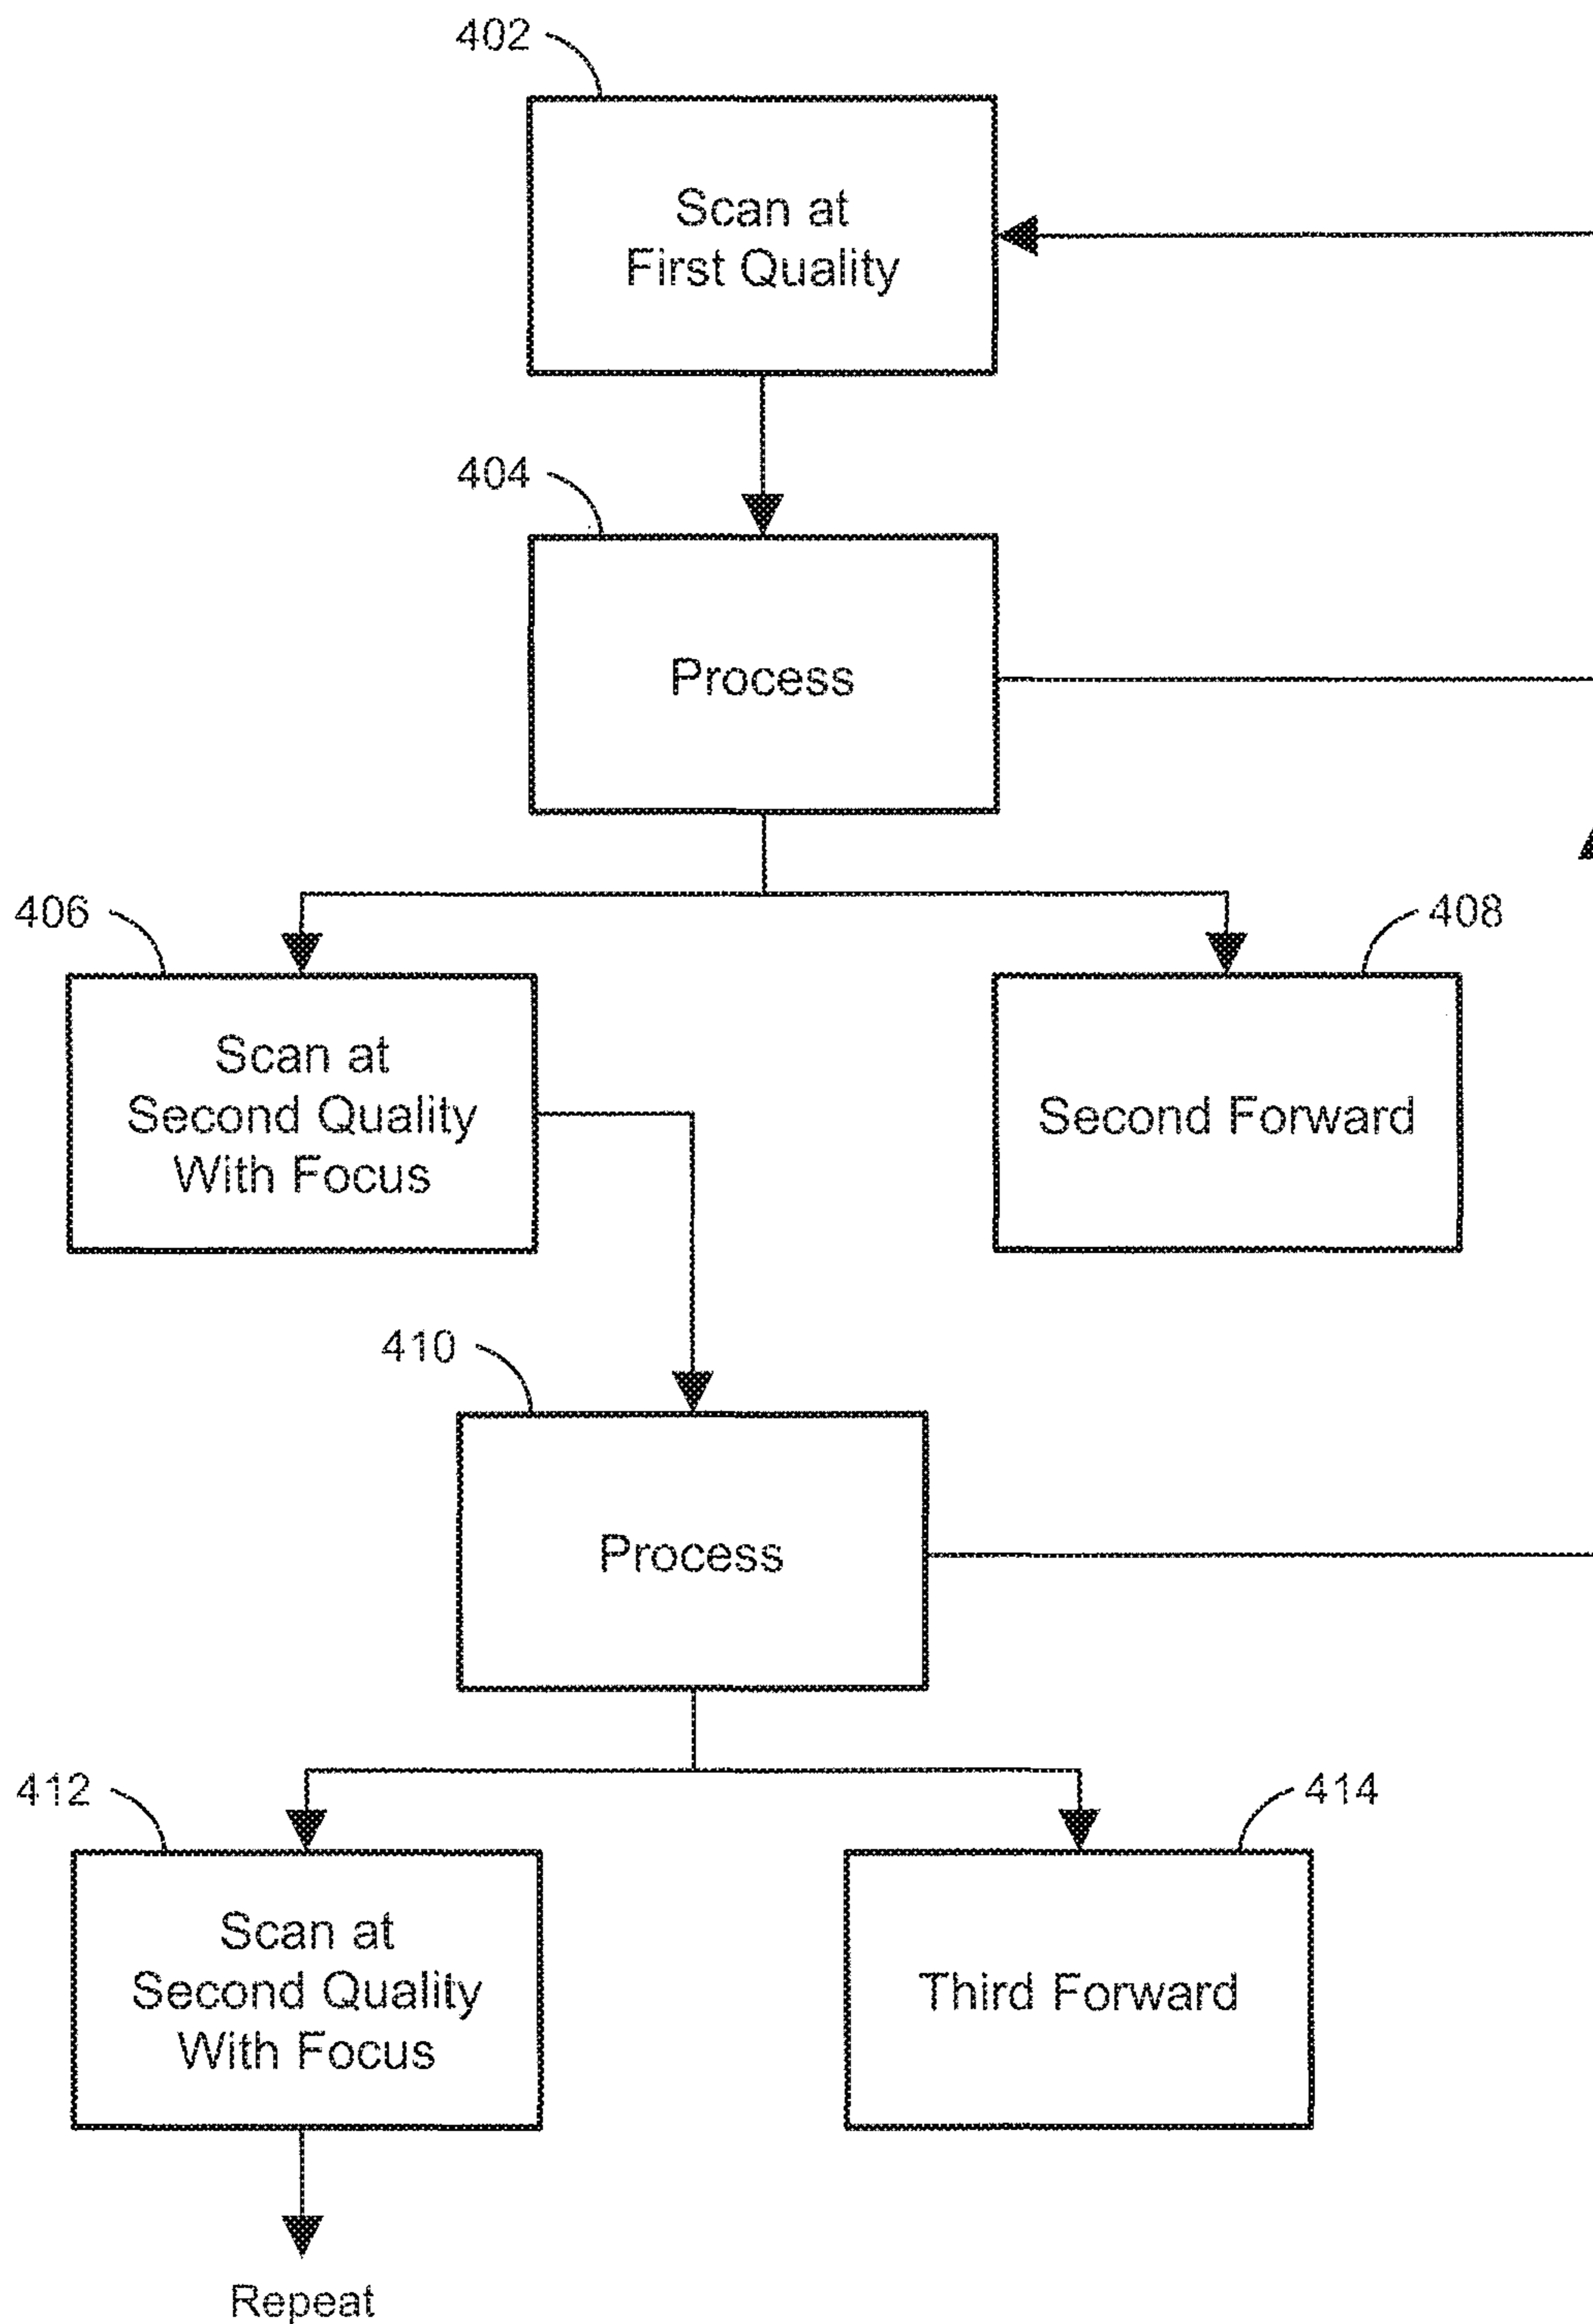 402
Scan at
First Quality
404
Process
406
408
Scan at
Second Quality
With Focus
Second Forward
410
Process
412
414
Scan at
Second Quality
With Focus
Third Forward
Repeat